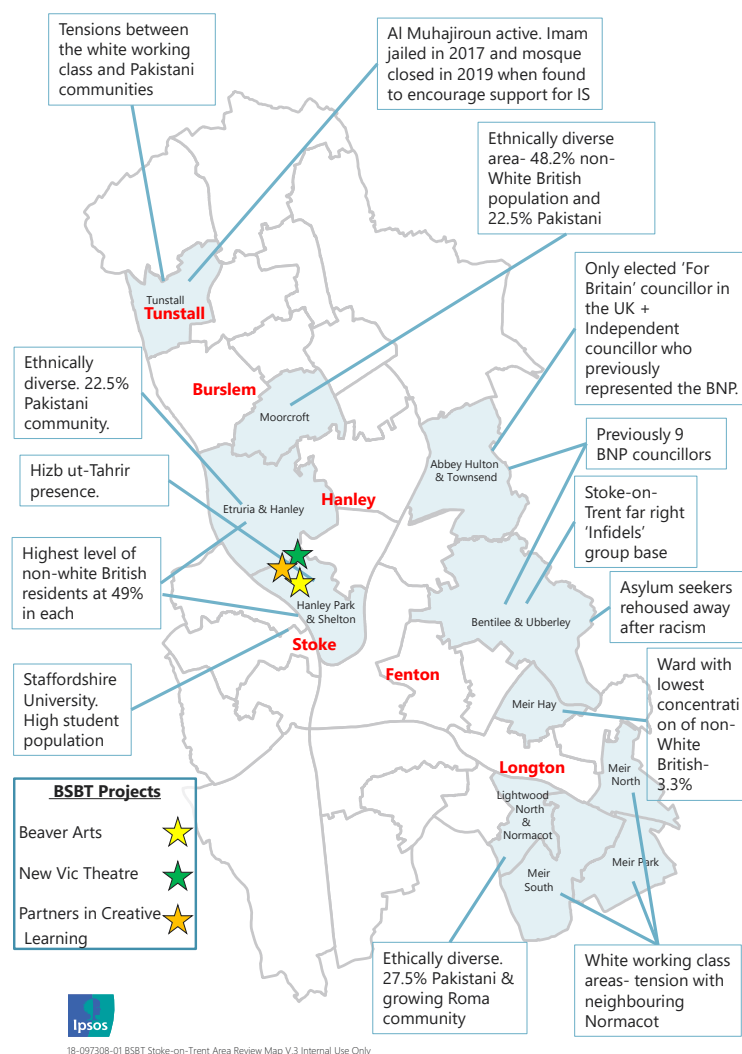 Tensions between
the white working
class and Pakistani
communities
Al Muhajiroun active. Imam
jailed in 2017 and mosque
closed in 2019 when found
to encourage support for IS
Ethnically diverse
area- 48.2% non-
White British
population and
22.5% Pakistani
Only elected ‘For
Britain’ councillor in
the UK +
Independent
councillor who
previously
represented the BNP.
Tunstall
Tunstall
Ethnically
diverse. 22.5%
Pakistani
community.
Burslem
Moorcroft
Previously 9
BNP councillors
Hizb ut-Tahrir
presence.
Abbey Hulton
& Townsend
Hanley
Etruria & Hanley
Stoke-on-
Trent far right
‘Infidels’
group base
Highest level of
non-white British
residents at 49%
in each
Hanley Park
& Shelton
Bentilee & Ubberley
Asylum seekers
rehoused away
after racism
Stoke
Fenton
Staffordshire
University.
High student
population
Meir Hay
Ward with
lowest
concentrati
on of non-
White
British-
3.3%
Longton
Meir
North
BSBT Projects
Beaver Arts
New Vic Theatre
Partners in Creative
Learning
Lightwood
North
&
Normacot
Meir Park
Meir
South
Ethically diverse.
27.5% Pakistani &
growing Roma
community
White working class
areas- tension with
neighbouring
Normacot
Ipsos
18-097308-01 BSBT Stoke-on-Trent Area Review Map V.3 Internal Use Only